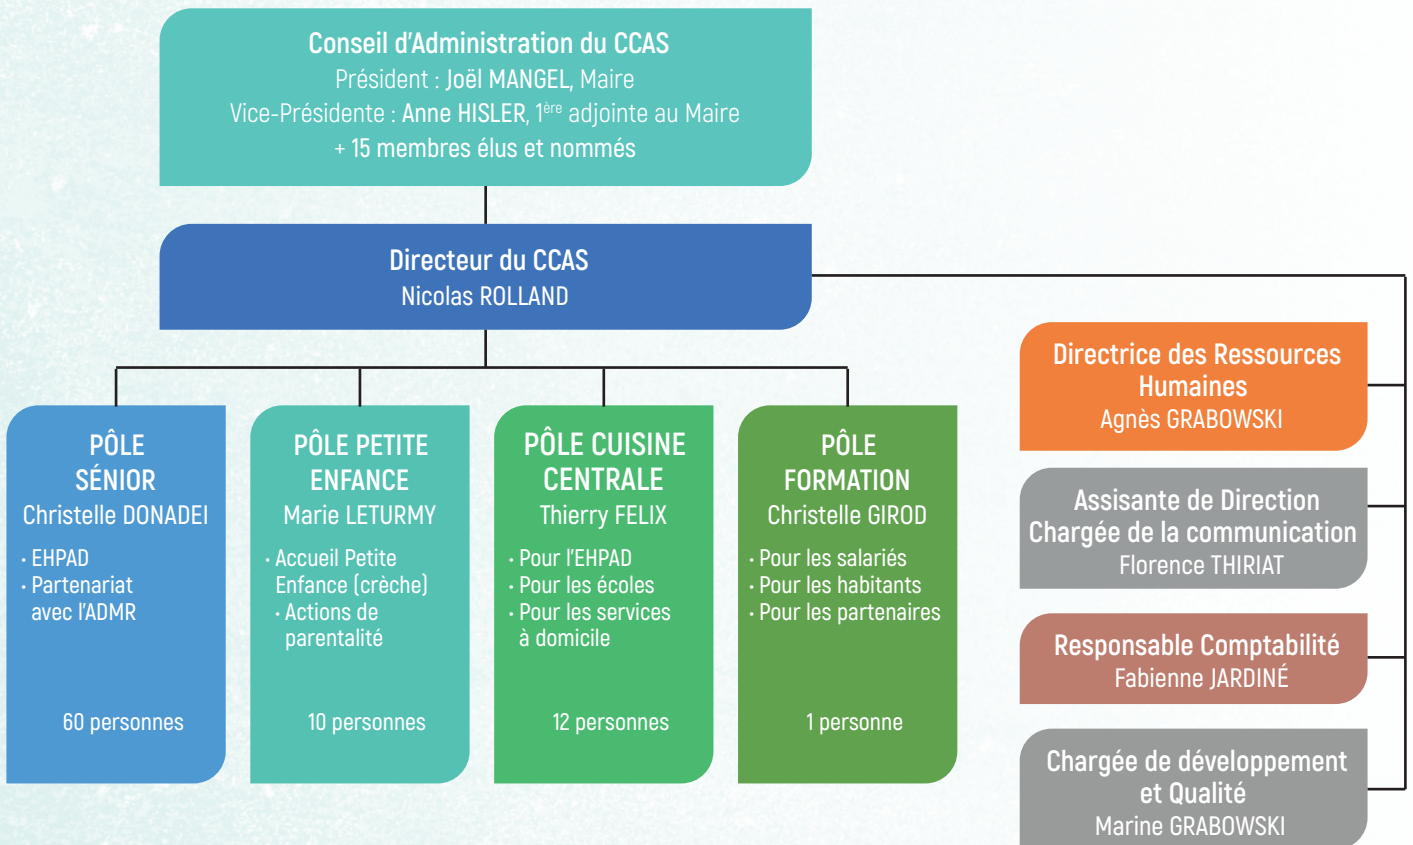 Conseil d'Administration du CCAS
Président : Joël MANGEL, Maire
Vice-Présidente : Anne HISLER, 1ère adjointe au Maire
+ 15 membres élus et nommés
Directeur du CCAS
Nicolas ROLLAND
PÔLE
SÉNIOR
Christelle DONADEI
· EHPAD
· Partenariat
avec l'ADMR
60 personnes
PÔLE PETITE
ENFANCE
Marie LETURMY
· Accueil Petite
Enfance (crèche)
· Actions de
parentalité
10 personnes
PÔLE CUISINE
CENTRALE
Thierry FELIX
· Pour l'EHPAD
· Pour les écoles
· Pour les services
à domicile
12 personnes
PÔLE
FORMATION
Christelle GIROD
· Pour les salariés
· Pour les habitants
· Pour les partenaires
1 personne
Directrice des Ressources
Humaines
Agnès GRABOWSKI
Assisante de Direction
Chargée de la communication
Florence THIRIAT
Responsable Comptabilité
Fabienne JARDINÉ
Chargée de développement
et Qualité
Marine GRABOWSKI